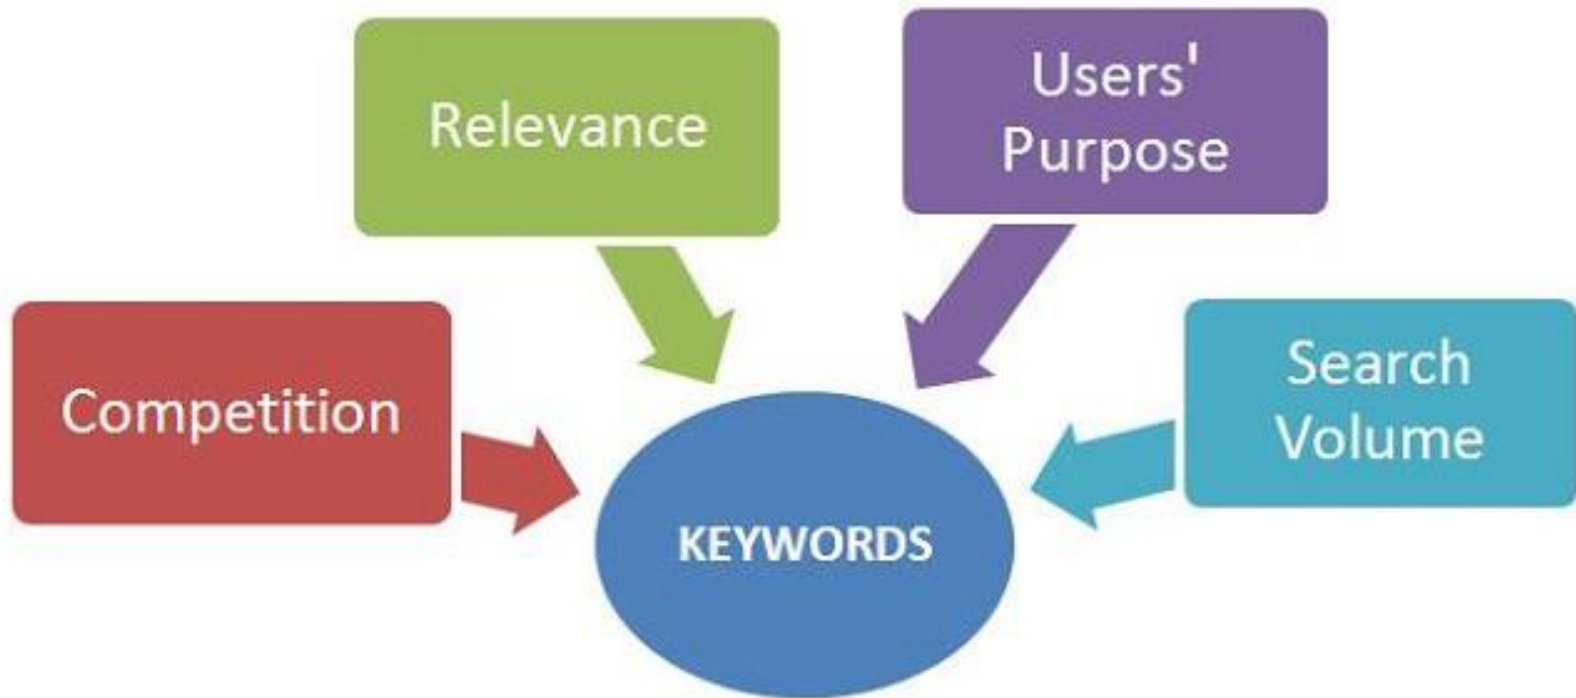 Relevance
Users'
Purpose
Competition
Search
Volume
KEYWORDS